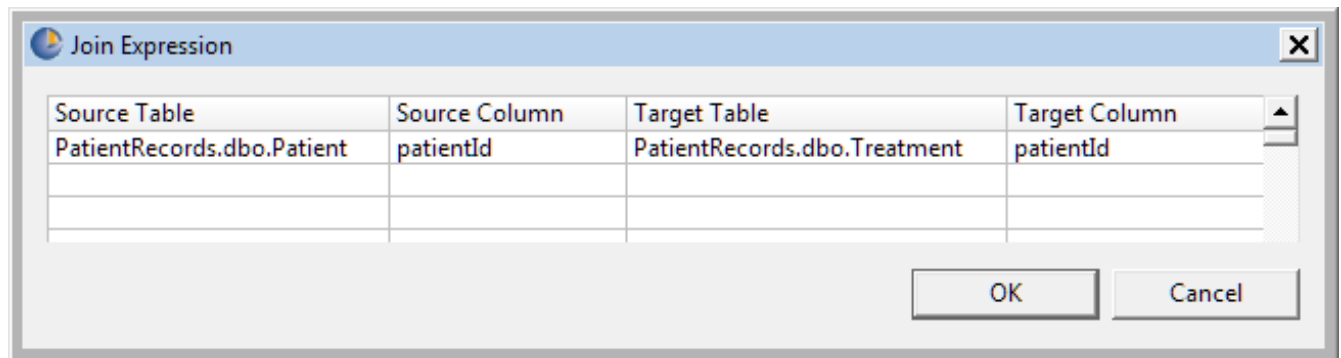 Join Expression
Source Table Source Column Target Table Target Column
PatientRecords.dbo.Patient patientId PatientRecords.dbo.Treatment patientId
OK Cancel